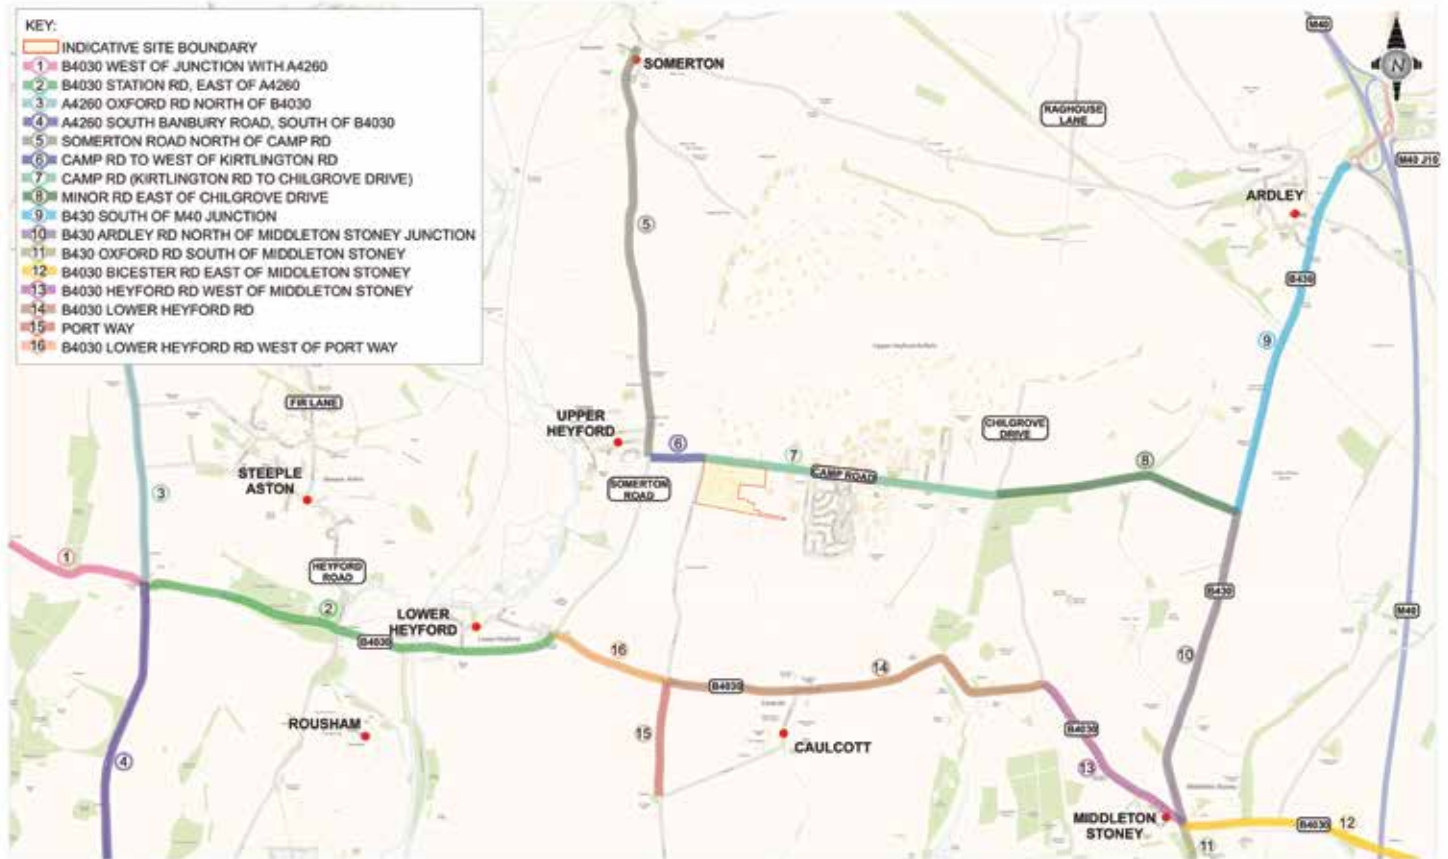 KEY:
INDICATIVE SITE BOUNDARY
1 B4030 WEST OF JUNCTION WITH A4260
2 B4030 STATION RD, EAST OF A4260
3 A4260 OXFORD RD NORTH OF B4030
4 A4260 SOUTH BANBURY ROAD, SOUTH OF B4030
5 SOMERTON ROAD NORTH OF CAMP RD
6 CAMP RD TO WEST OF KIRTLINGTON RD
7 CAMP RD (KIRTLINGTON RD TO CHILGROVE DRIVE)
8 MINOR RD EAST OF CHILGROVE DRIVE
9 B430 SOUTH OF M40 JUNCTION
10 B430 ARDLEY RD NORTH OF MIDDLETON STONEY JUNCTION
11 B430 OXFORD RD SOUTH OF MIDDLETON STONEY
12 B4030 BICESTER RD EAST OF MIDDLETON STONEY
13 B4030 HEYFORD RD WEST OF MIDDLETON STONEY
14 B4030 LOWER HEYFORD RD
15 PORT WAY
16 B4030 LOWER HEYFORD RD WEST OF PORT WAY
M40
N
SOMERTON
RAGHOUSE
LANE
M40 J10
ARDLEY
5
B430
9
FIR LANE
UPPER
HEYFORD
CHILGROVE
DRIVE
6
7
8
CAMP ROAD
STEEPLE
ASTON
SOMERTON
ROAD
3
1
HEYFORD
ROAD
2
B4030
LOWER
HEYFORD
Lower Heyford
B430
M40
16
10
14
B4030
ROUSHAM
15
CAULCOTT
B4030
4
13
MIDDLETON
STONEY
B4030
12
11